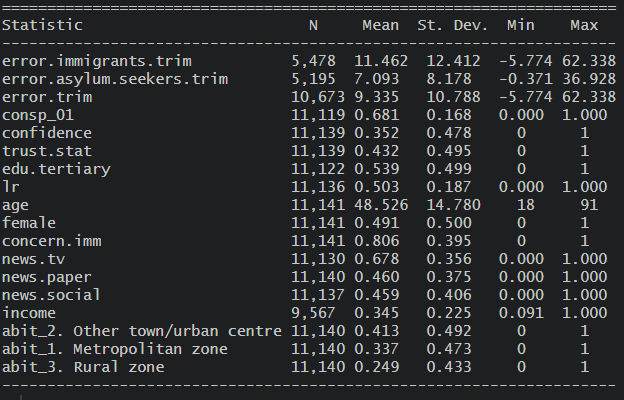 ====================================================================
Statistic N Mean St. Dev. Min Max
--------------------------------------------------------------------
error.immigrants.trim 5,478 11.462 12.412 -5.774 62.338
error.asylum.seekers.trim 5,195 7.093 8.178 -0.371 36.928
error.trim 10,673 9.335 10.788 -5.774 62.338
consp_01 11,119 0.681 0.168 0.000 1.000
confidence 11,139 0.352 0.478 0 1
trust.stat 11,139 0.432 0.495 0 1
edu.tertiary 11,122 0.539 0.499 0 1
lr 11,136 0.503 0.187 0.000 1.000
age 11,141 48.526 14.780 18 91
female 11,141 0.491 0.500 0 1
concern.imm 11,141 0.806 0.395 0 1
news.tv 11,130 0.678 0.356 0.000 1.000
news.paper 11,140 0.460 0.375 0.000 1.000
news.social 11,137 0.459 0.406 0.000 1.000
income 9,567 0.345 0.225 0.091 1.000
abit_2. Other town/urban centre 11,140 0.413 0.492 0 1
abit_1. Metropolitan zone 11,140 0.337 0.473 0 1
abit_3. Rural zone 11,140 0.249 0.433 0 1
--------------------------------------------------------------------